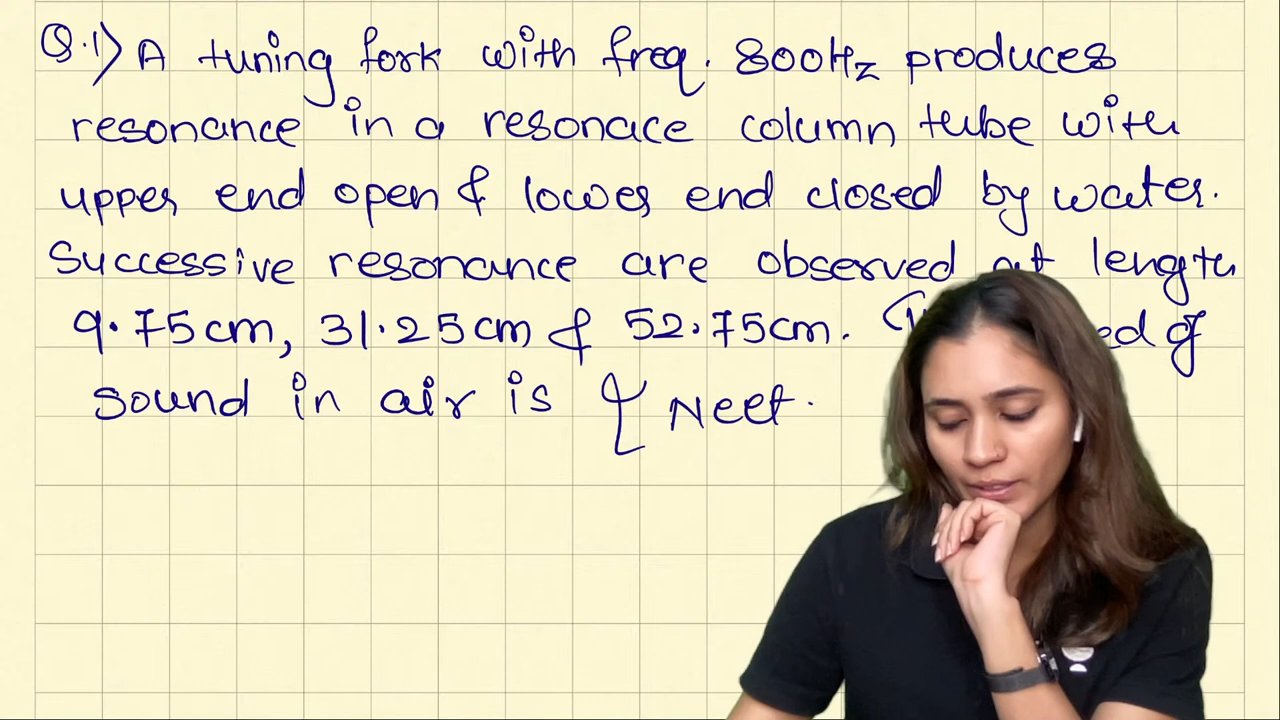 Q.1) A tuning fork with freq. 800Hz produces
resonance in a resonace column tube with
upper end open & lower end closed by water.
Successive resonance are observed at length
9.75cm, 31.25cm & 52.75cm. of
sound in air is { Neet.